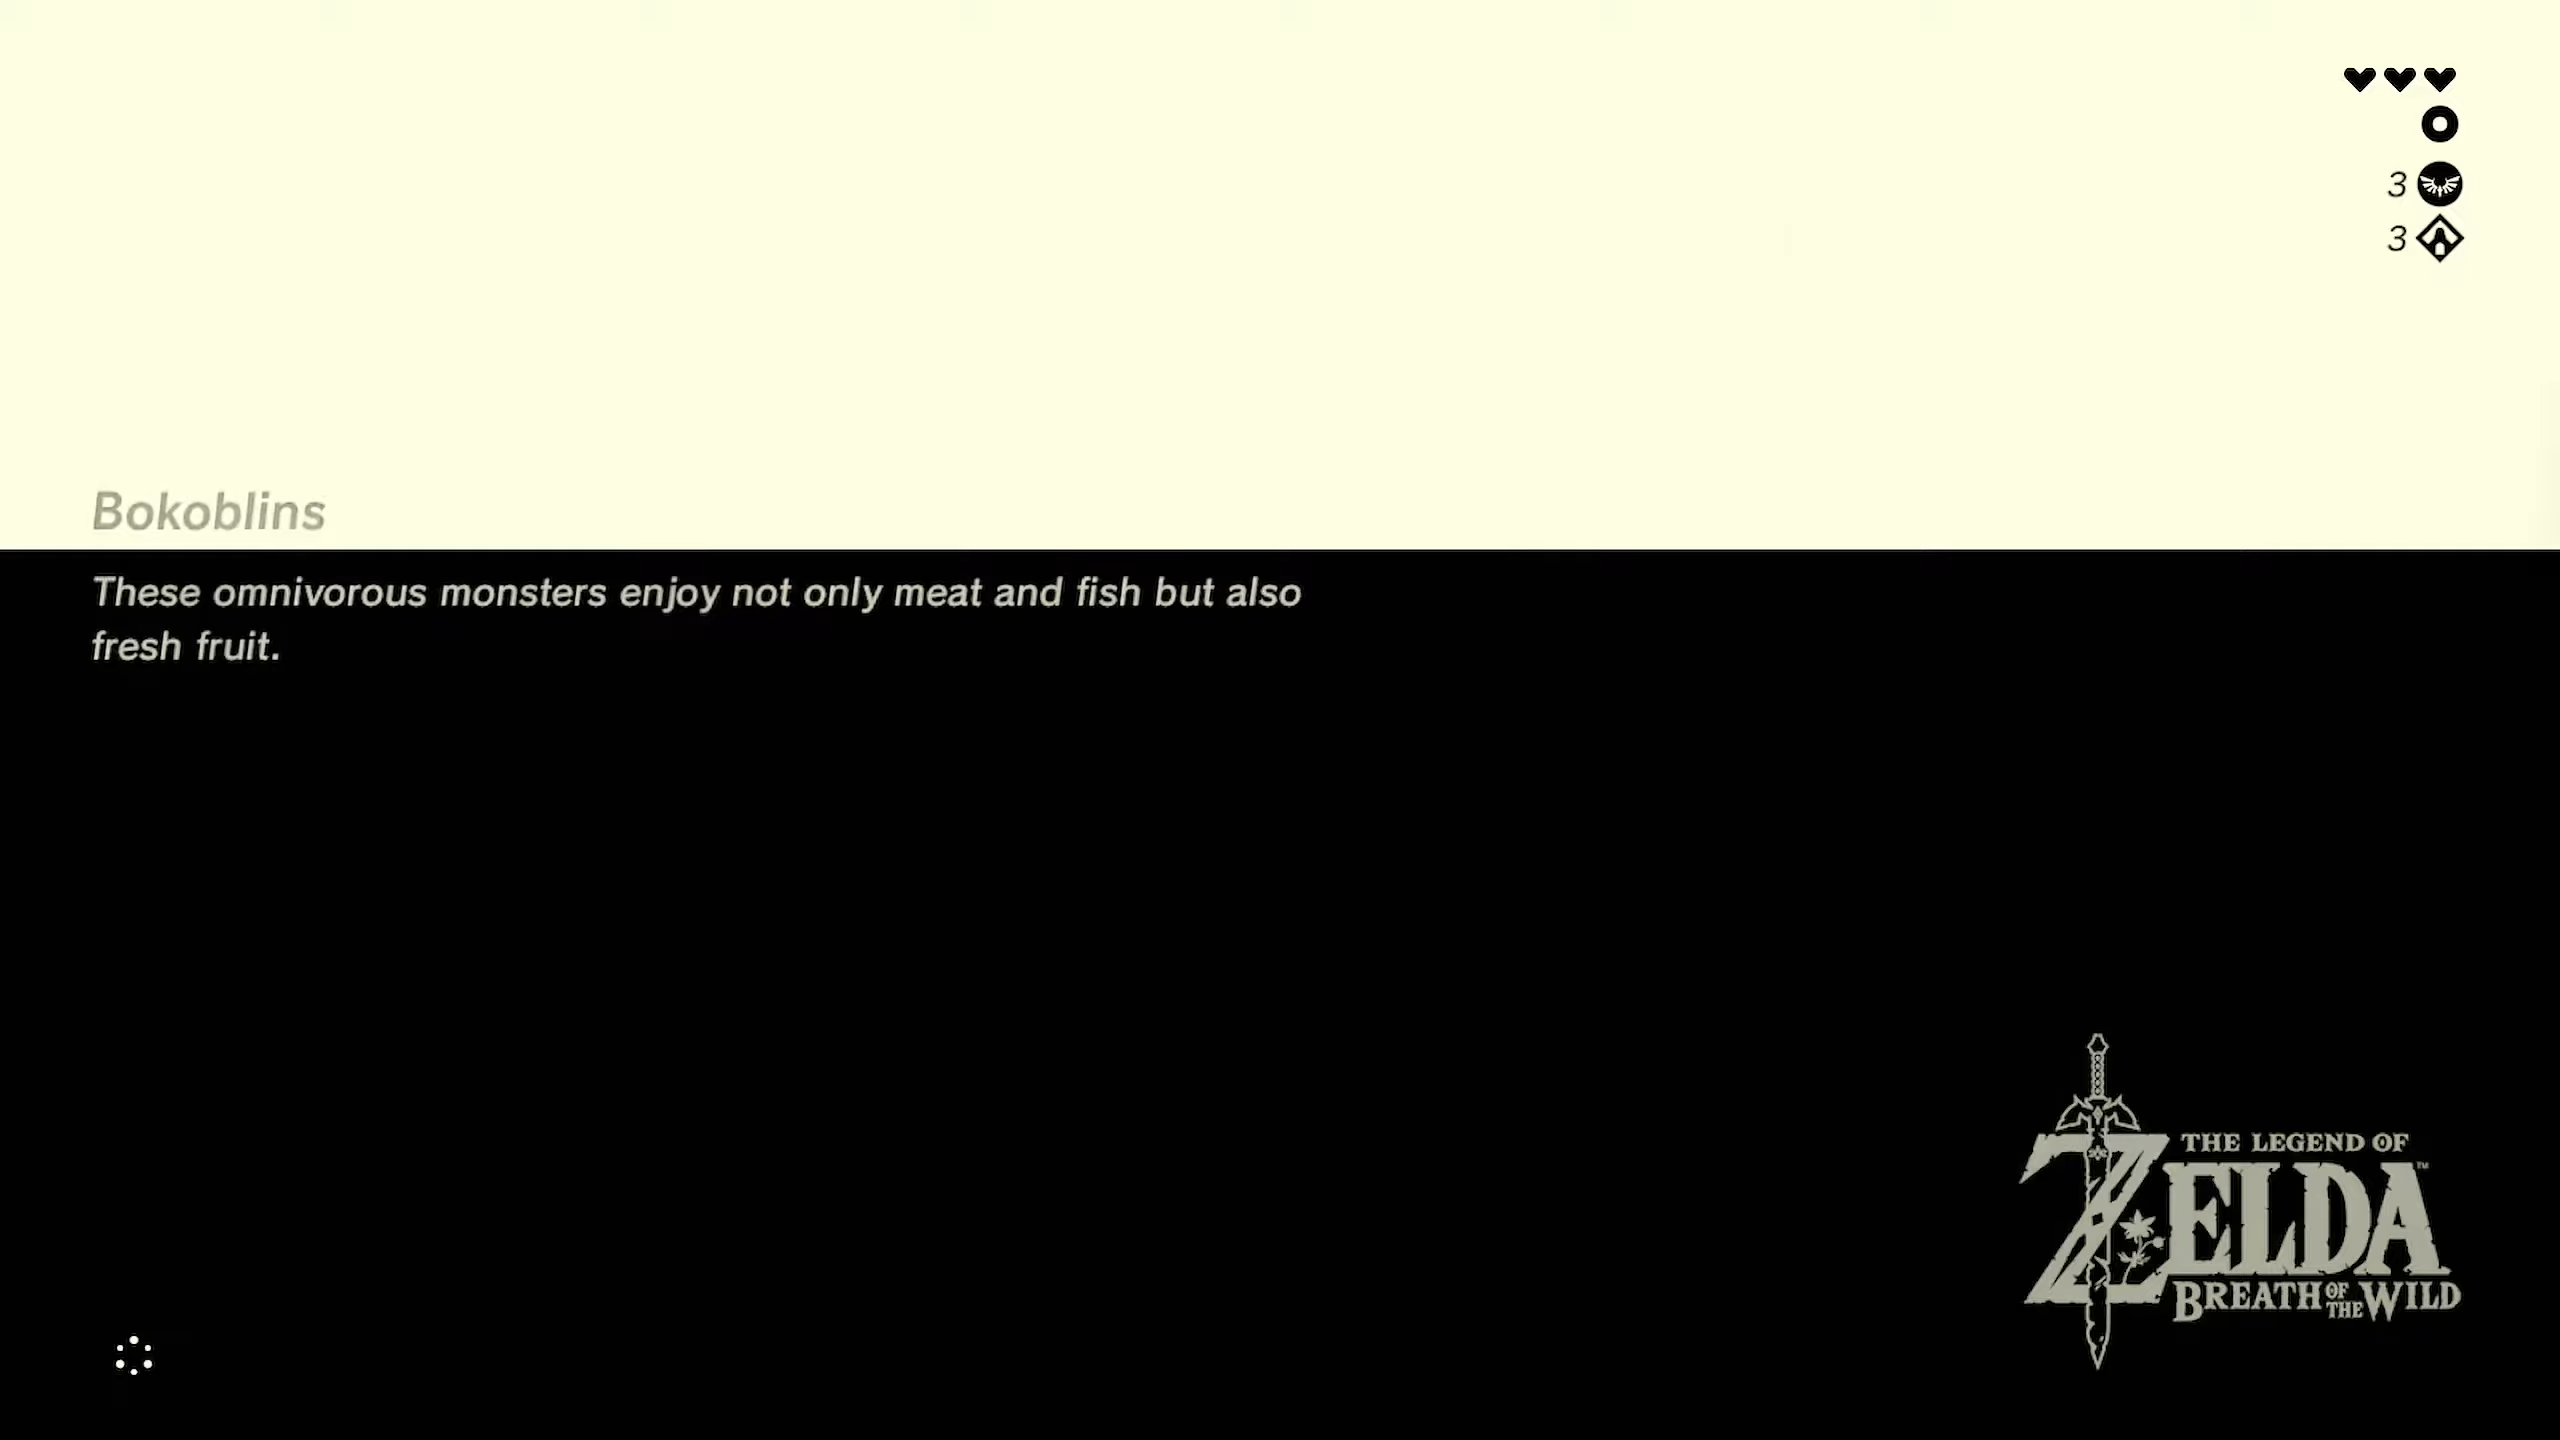 3
3
Bokoblins
These omnivorous monsters enjoy not only meat and fish but also
fresh fruit.
THE LEGEND OF
ZELDA™
BREATH OF THE WILD